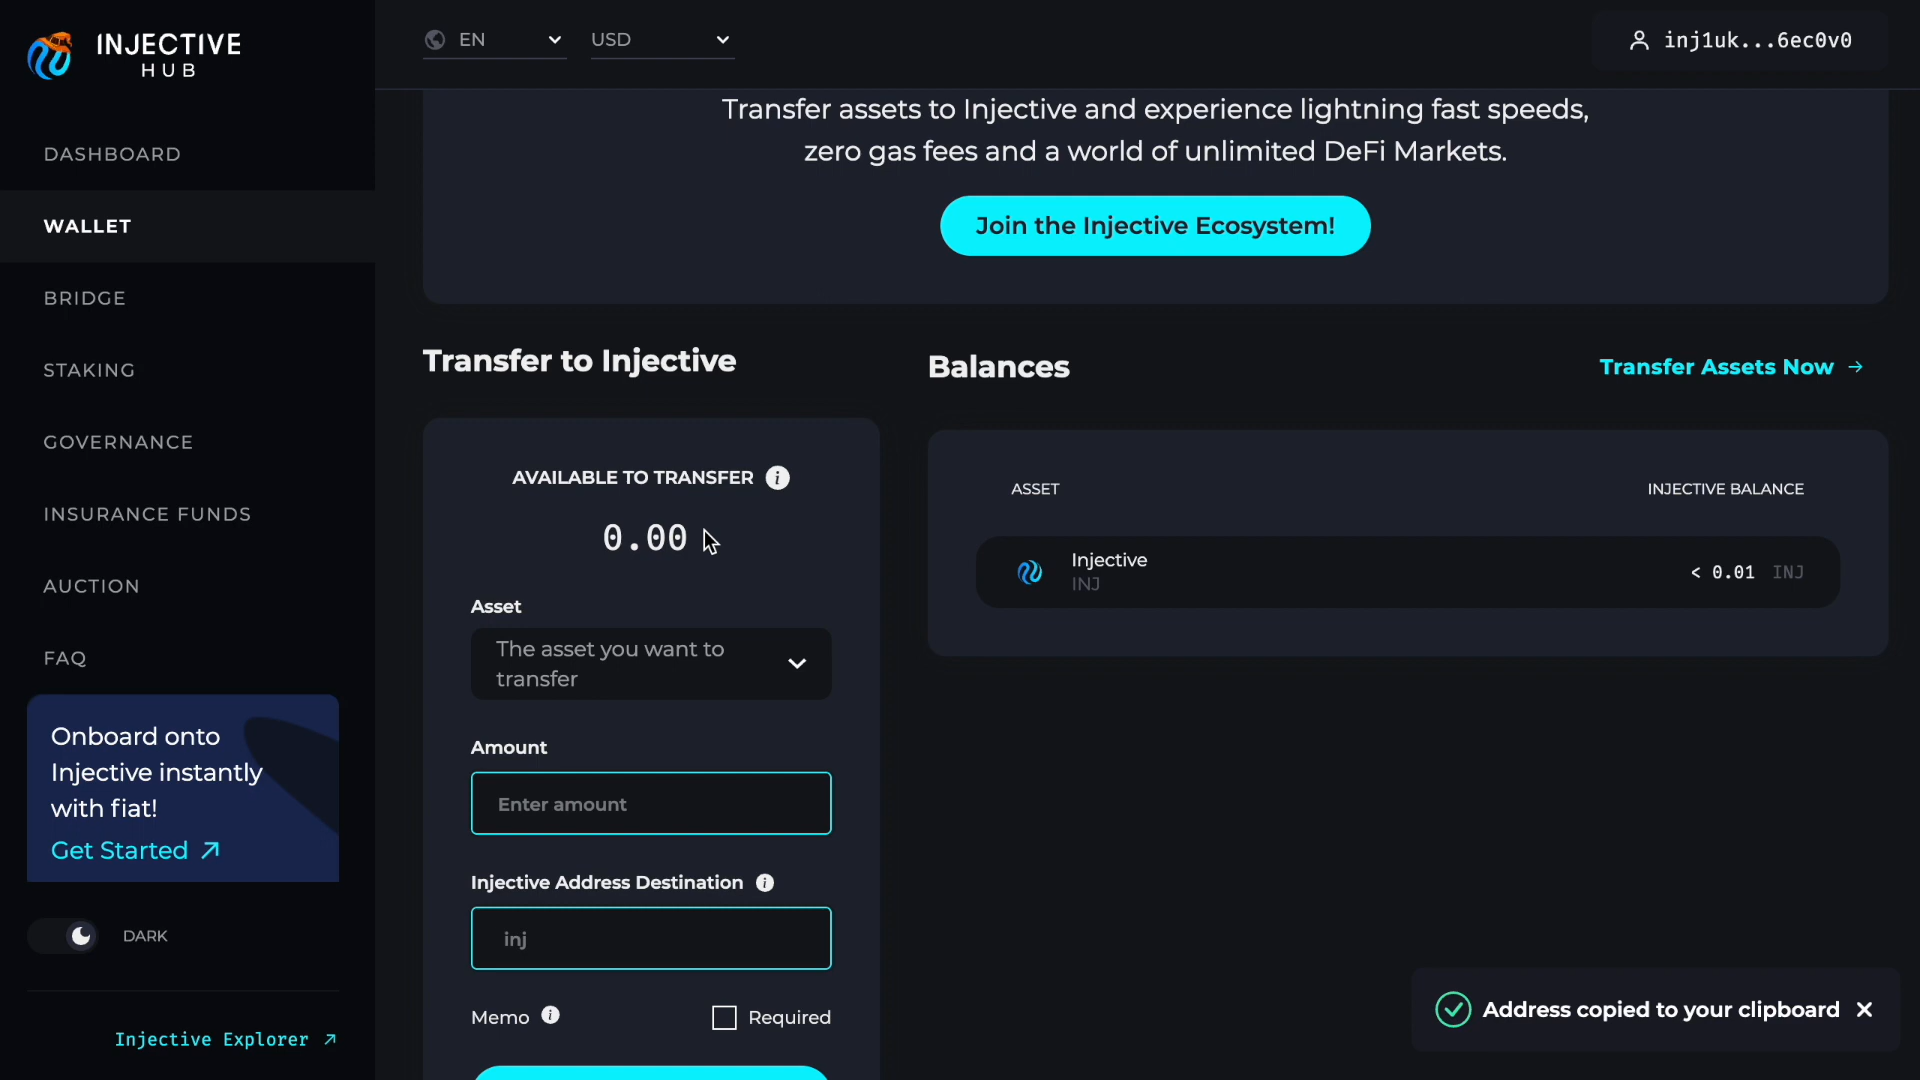 INJECTIVE
HUB
EN
USD
inj1uk...6ec0v0
DASHBOARD
WALLET
BRIDGE
STAKING
GOVERNANCE
INSURANCE FUNDS
AUCTION
FAQ
Onboard onto
Injective instantly
with fiat!
Get Started
DARK
Injective Explorer
Transfer assets to Injective and experience lightning fast speeds,
zero gas fees and a world of unlimited DeFi Markets.
Join the Injective Ecosystem!
Transfer to Injective
AVAILABLE TO TRANSFER
0.00
Asset
The asset you want to
transfer
Amount
Enter amount
Injective Address Destination
inj
Memo
Required
Balances
Transfer Assets Now →
ASSET
INJECTIVE BALANCE
Injective
INJ
< 0.01 INJ
Address copied to your clipboard